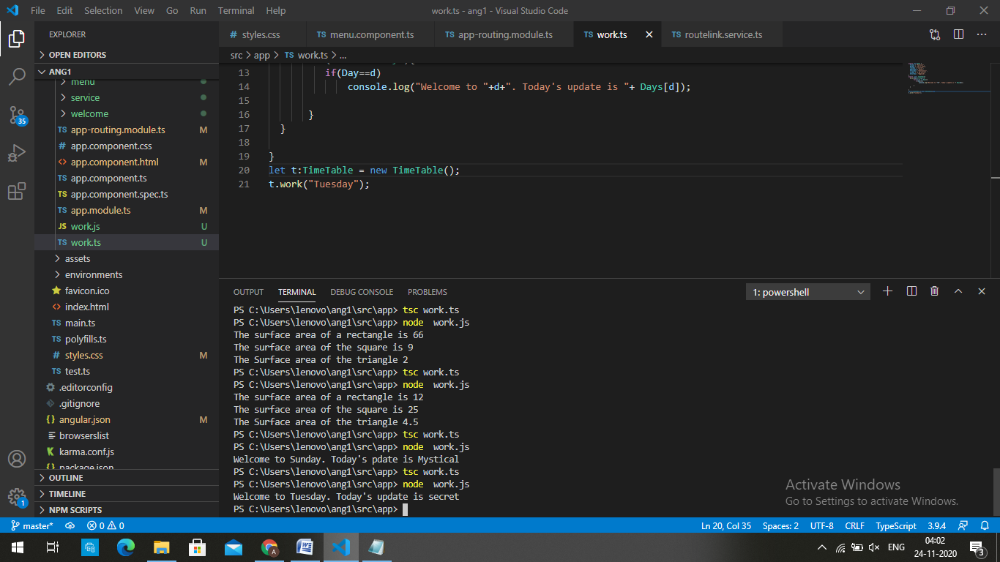 File Edit Selection View Go Run Terminal Help work.ts - ang1 - Visual Studio Code
EXPLORER
OPEN EDITORS
ANG1
menu
service
welcome
TS app-routing.module.ts M
# app.component.css
<> app.component.html M
TS app.component.ts
TS app.component.spec.ts
TS app.module.ts M
JS work.js U
TS work.ts U
assets
environments
favicon.ico
<> index.html
TS main.ts
TS polyfills.ts
# styles.css M
TS test.ts
.editorconfig
.gitignore
{} angular.json M
browserslist
K karma.conf.js
{} package.json
OUTLINE
TIMELINE
NPM SCRIPTS
35
1
# styles.css TS menu.component.ts TS app-routing.module.ts TS work.ts TS routelink.service.ts
src > app > TS work.ts > ...
13 if(Day==d)
14 console.log("Welcome to "+d+". Today's update is "+ Days[d]);
15
16 }
17 }
18
19 }
20 let t:TimeTable = new TimeTable();
21 t.work("Tuesday");
OUTPUT TERMINAL DEBUG CONSOLE PROBLEMS 1: powershell
PS C:\Users\lenovo\ang1\src\app> tsc work.ts
PS C:\Users\lenovo\ang1\src\app> node work.js
The surface area of a rectangle is 66
The surface area of the square is 9
The Surface area of the triangle 2
PS C:\Users\lenovo\ang1\src\app> tsc work.ts
PS C:\Users\lenovo\ang1\src\app> node work.js
The surface area of a rectangle is 12
The surface area of the square is 25
The Surface area of the triangle 4.5
PS C:\Users\lenovo\ang1\src\app> tsc work.ts
PS C:\Users\lenovo\ang1\src\app> node work.js
Welcome to Sunday. Today's pdate is Mystical
PS C:\Users\lenovo\ang1\src\app> tsc work.ts
PS C:\Users\lenovo\ang1\src\app> node work.js
Welcome to Tuesday. Today's update is secret
PS C:\Users\lenovo\ang1\src\app>
Activate Windows
Go to Settings to activate Windows.
master* 0 0 Ln 20, Col 35 Spaces: 2 UTF-8 CRLF TypeScript 3.9.4
ENG 04:02
24-11-2020
3